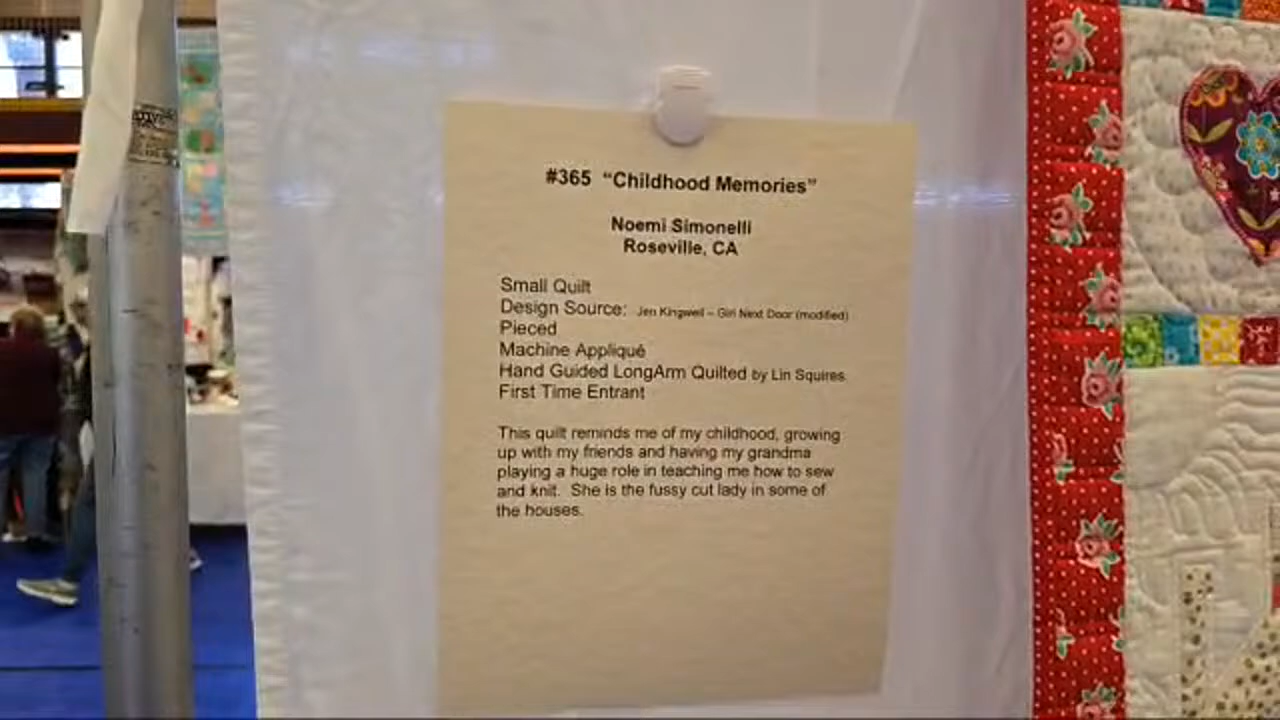 #365 “Childhood Memories”
Noemi Simonelli
Roseville, CA
Small Quilt
Design Source: Jen Kingwell – Girl Next Door (modified)
Pieced
Machine Appliqué
Hand Guided LongArm Quilted by Lin Squires
First Time Entrant
This quilt reminds me of my childhood, growing
up with my friends and having my grandma
playing a huge role in teaching me how to sew
and knit. She is the fussy cut lady in some of
the houses.